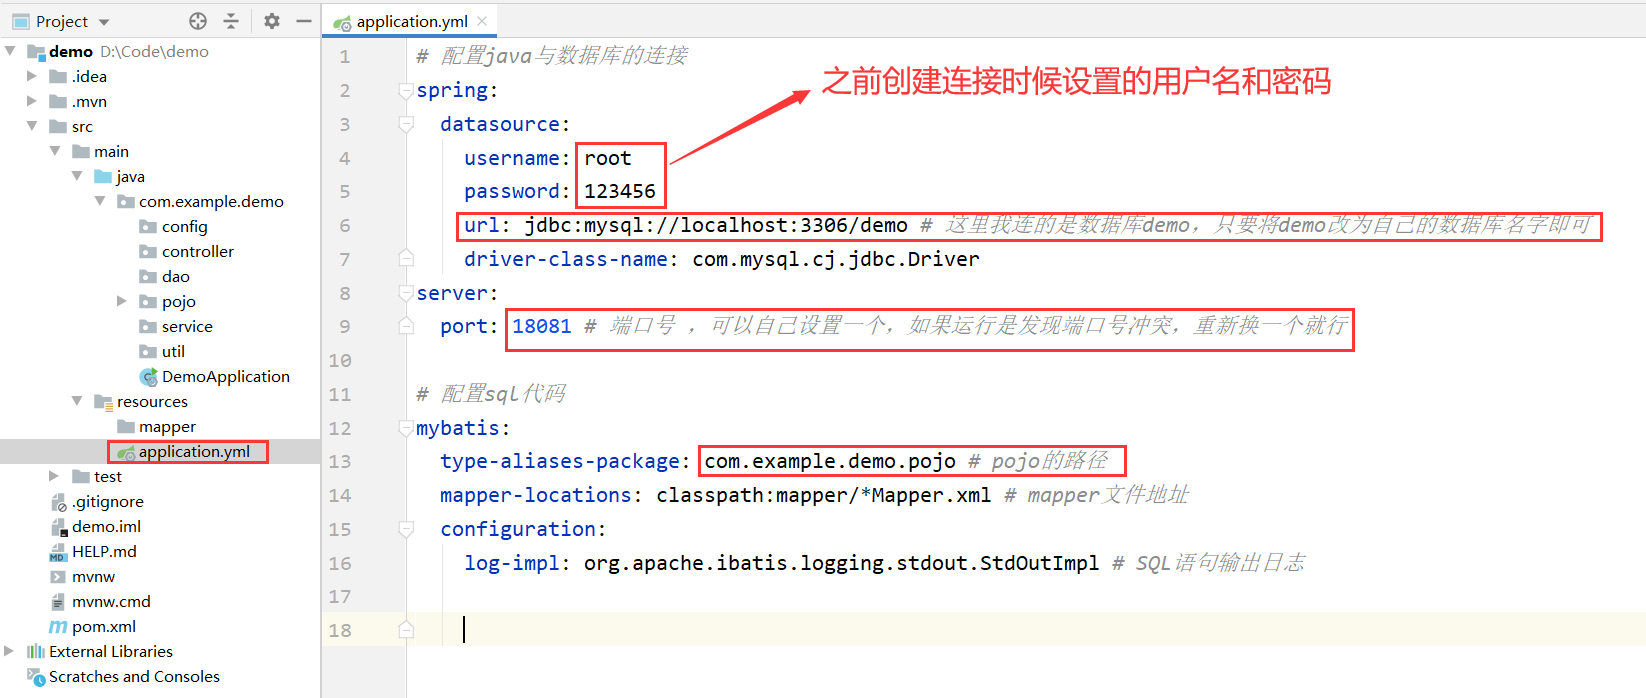 Project
demo D:\Code\demo
.idea
.mvn
src
main
java
com.example.demo
config
controller
dao
pojo
service
util
DemoApplication
resources
mapper
application.yml
test
.gitignore
demo.iml
HELP.md
mvnw
mvnw.cmd
pom.xml
External Libraries
Scratches and Consoles
application.yml
1 # 配置java与数据库的连接
之前创建连接时候设置的用户名和密码
2 spring:
3 datasource:
4 username: root
5 password: 123456
6 url: jdbc:mysql://localhost:3306/demo # 这里我连的是数据库demo，只要将demo改为自己的数据库名字即可
7 driver-class-name: com.mysql.cj.jdbc.Driver
8 server:
9 port: 18081 # 端口号 ，可以自己设置一个，如果运行是发现端口号冲突，重新换一个就行
10
11 # 配置sql代码
12 mybatis:
13 type-aliases-package: com.example.demo.pojo # pojo的路径
14 mapper-locations: classpath:mapper/*Mapper.xml # mapper文件地址
15 configuration:
16 log-impl: org.apache.ibatis.logging.stdout.StdOutImpl # SQL语句输出日志
17
18